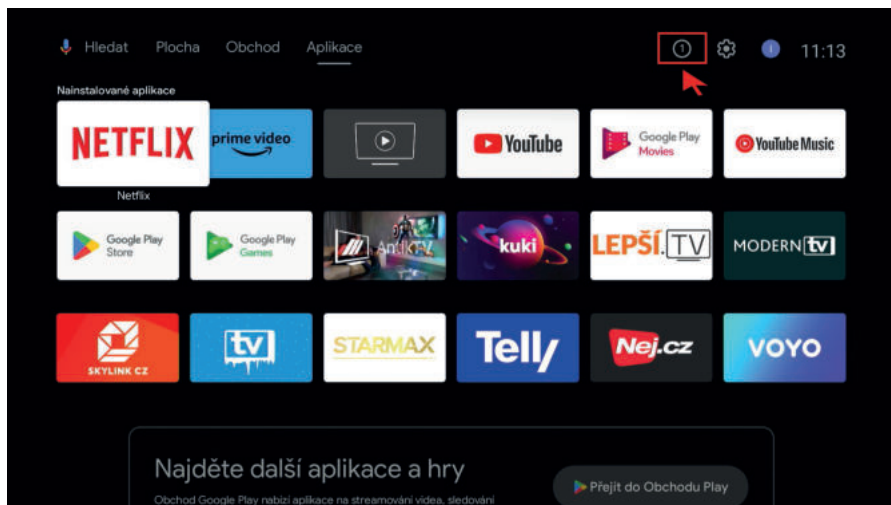 Hledat Plocha Obchod Aplikace 1 11:13
Nainstalované aplikace
NETFLIX prime video YouTube Google Play Movies YouTube Music
Netflix
Google Play Store Google Play Games AntikTV kuki LEPŠÍ.TV MODERN tv
SKYLINK CZ tv STARMAX Telly Nej.cz VOYO
Najděte další aplikace a hry
Přejít do Obchodu Play
Obchod Google Play nabízí aplikace na streamování videa, sledování